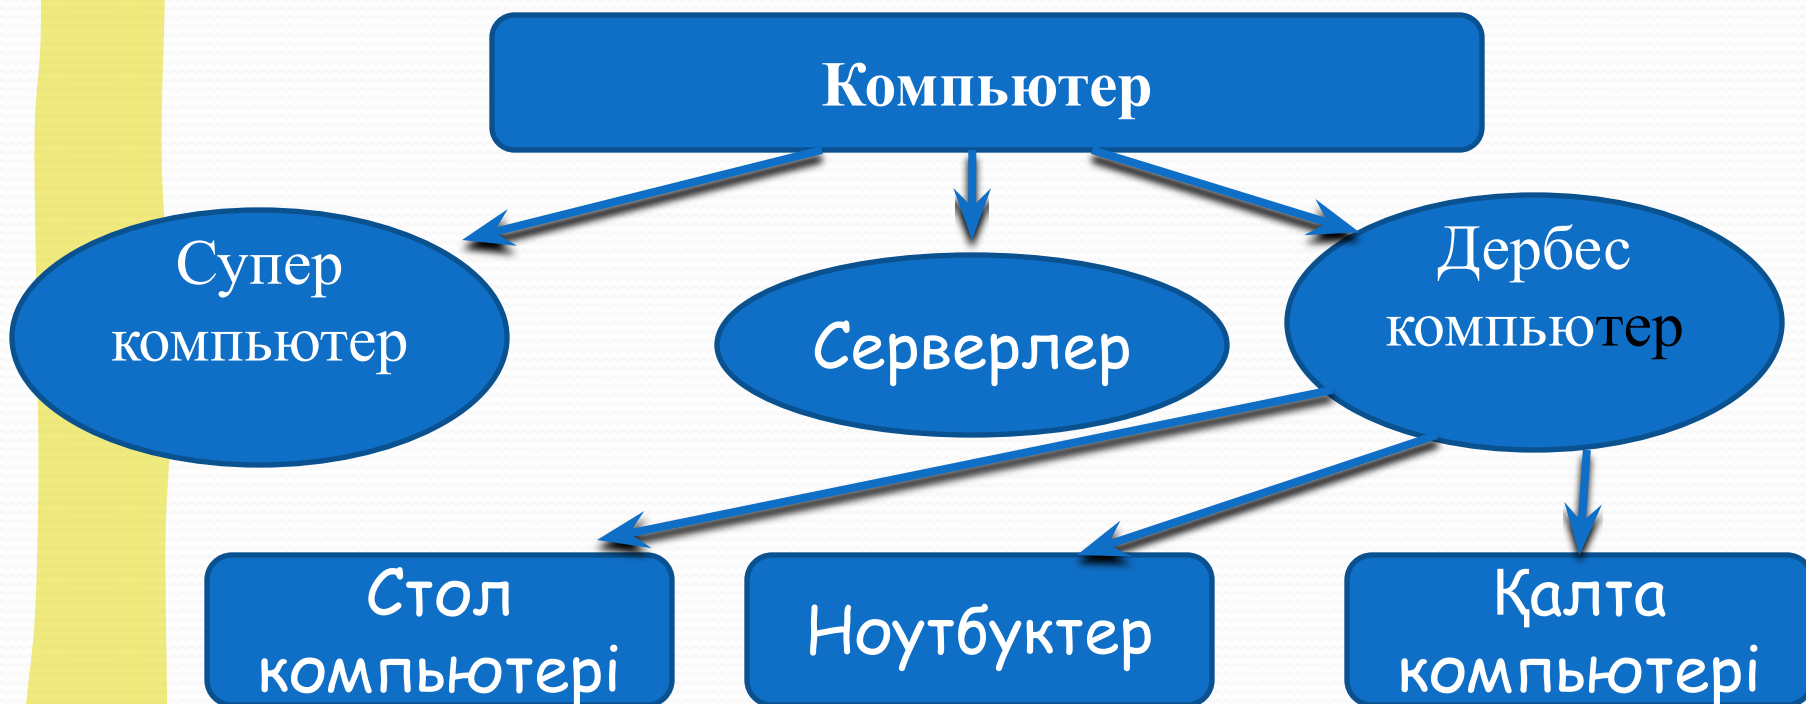 Компьютер
Супер
компьютер
Серверлер
Дербес
компьютер
Стол
компьютері
Ноутбуктер
Қалта
компьютері